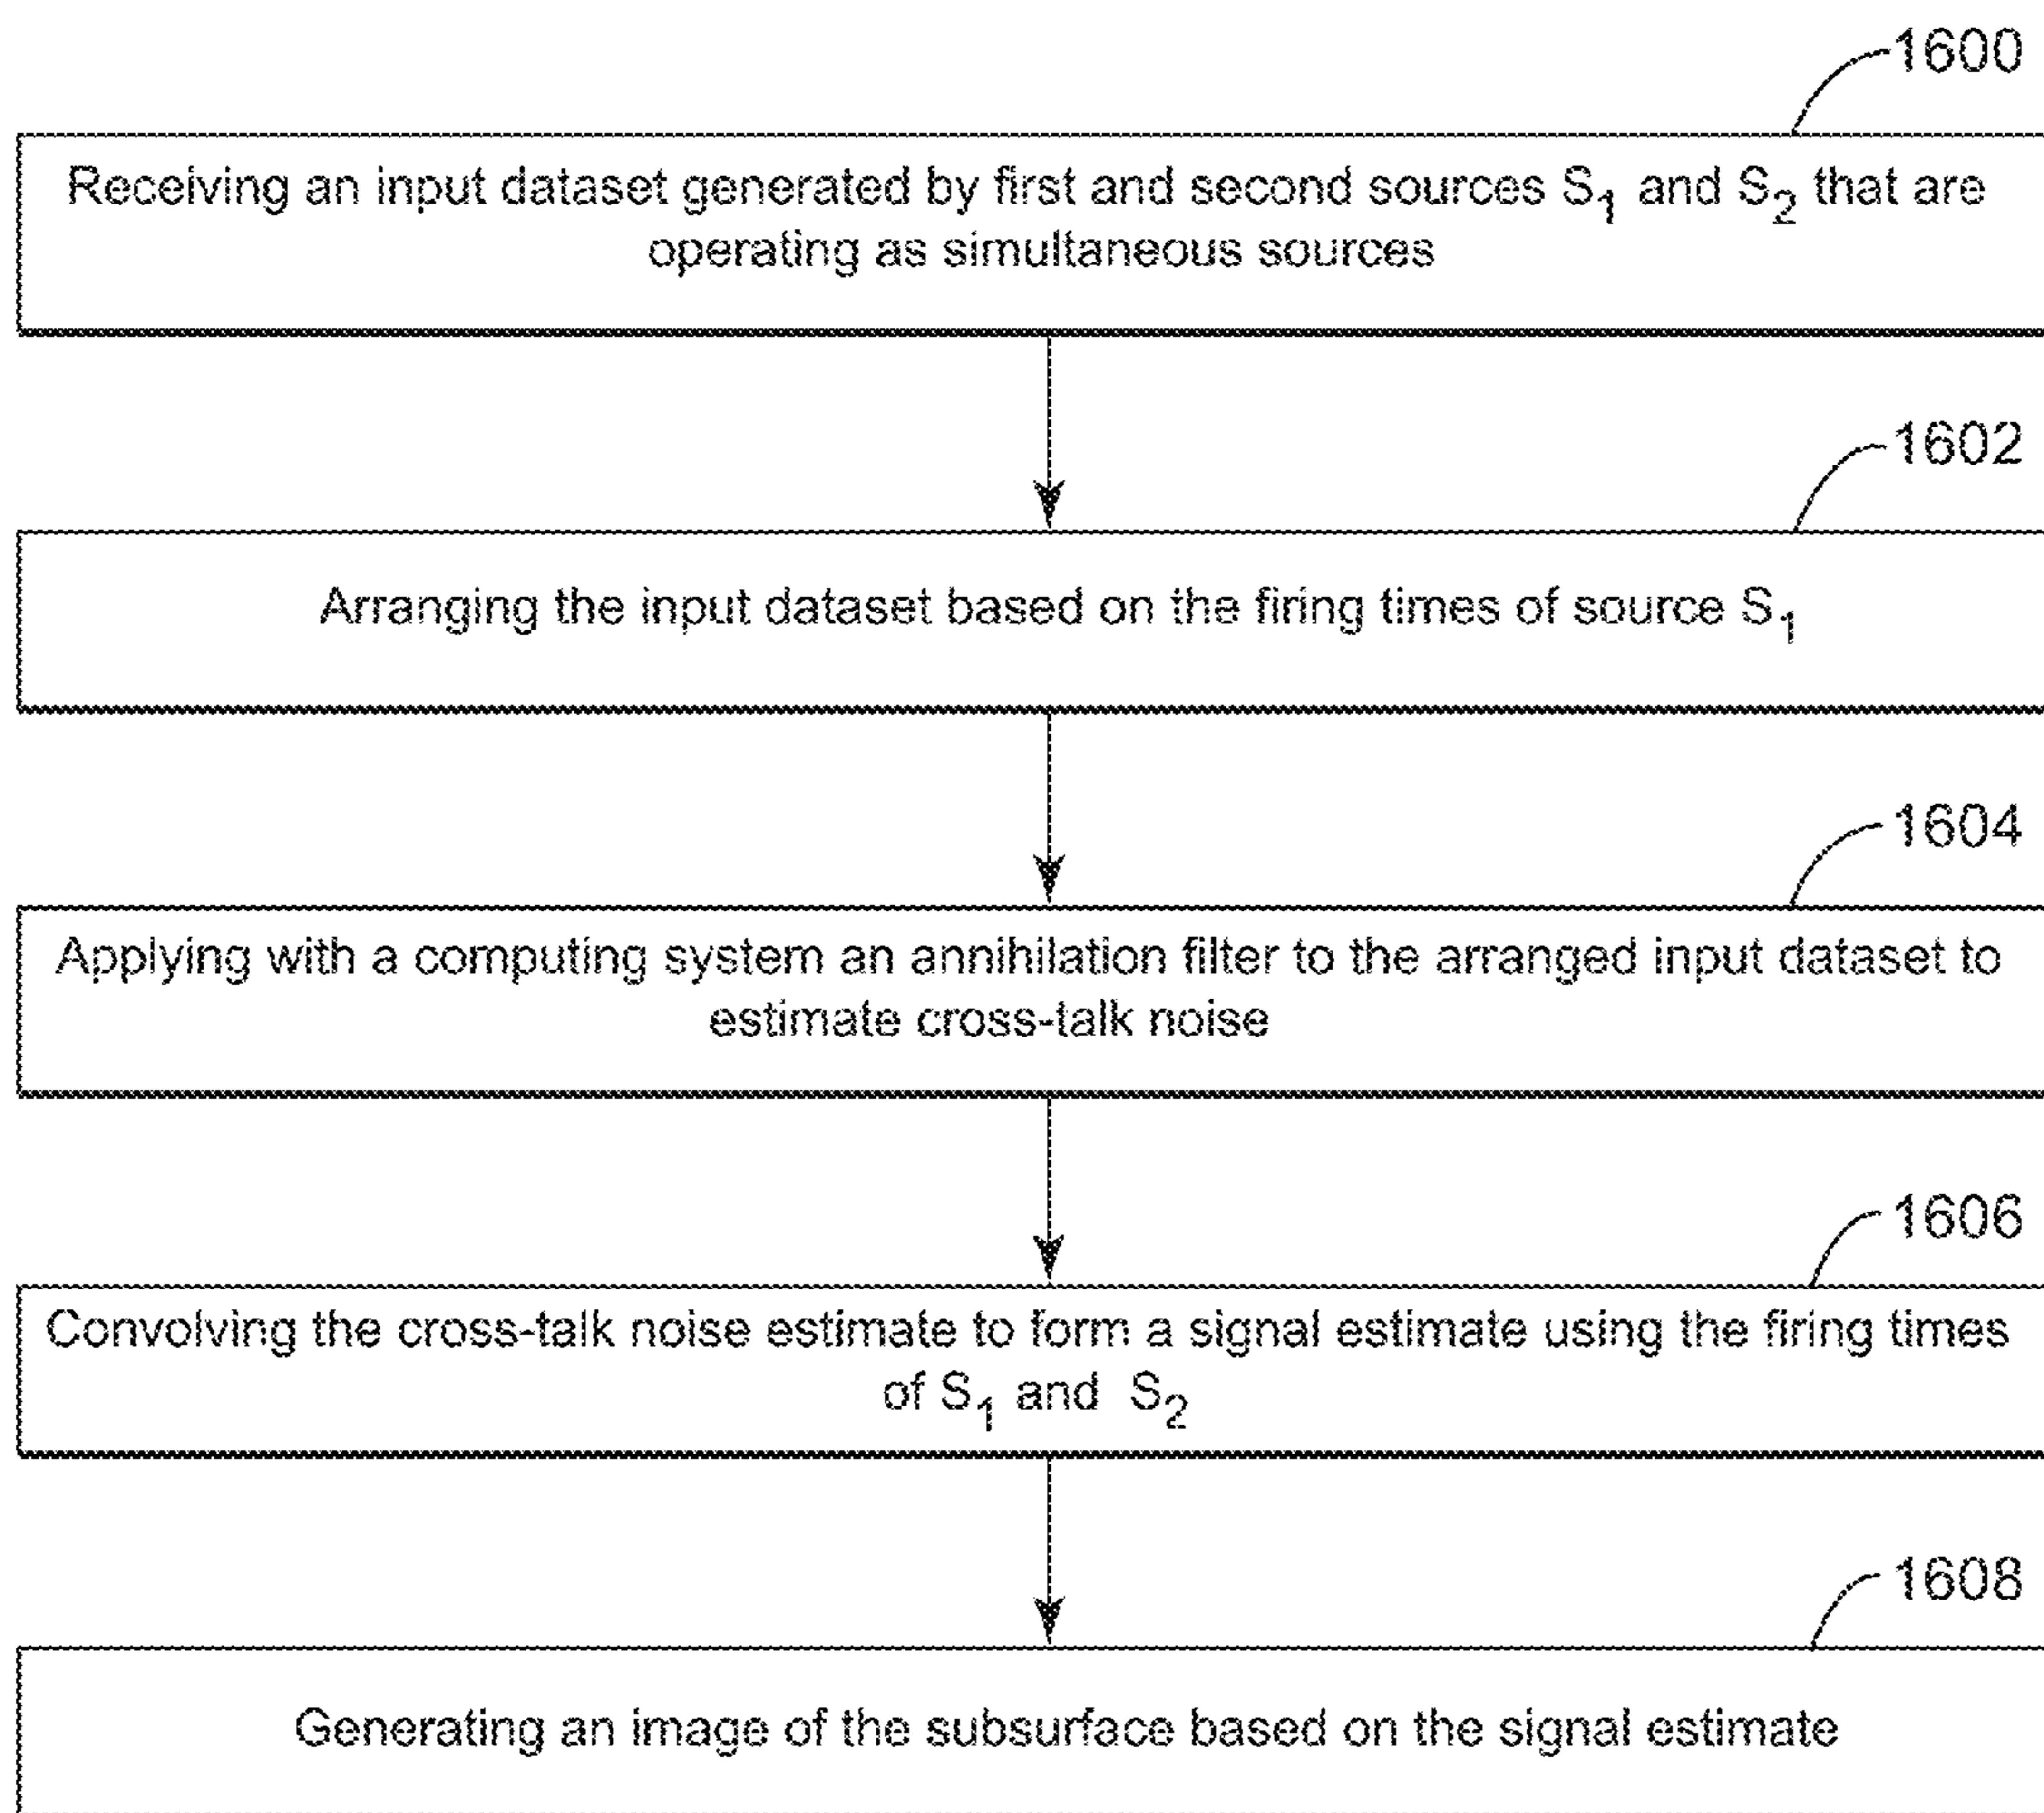 1600
Receiving an input dataset generated by first and second sources S1 and S2 that are
operating as simultaneous sources
1602
Arranging the input dataset based on the firing times of source S1
1604
Applying with a computing system an annihilation filter to the arranged input dataset to
estimate cross-talk noise
1606
Convolving the cross-talk noise estimate to form a signal estimate using the firing times
of S1 and S2
1608
Generating an image of the subsurface based on the signal estimate